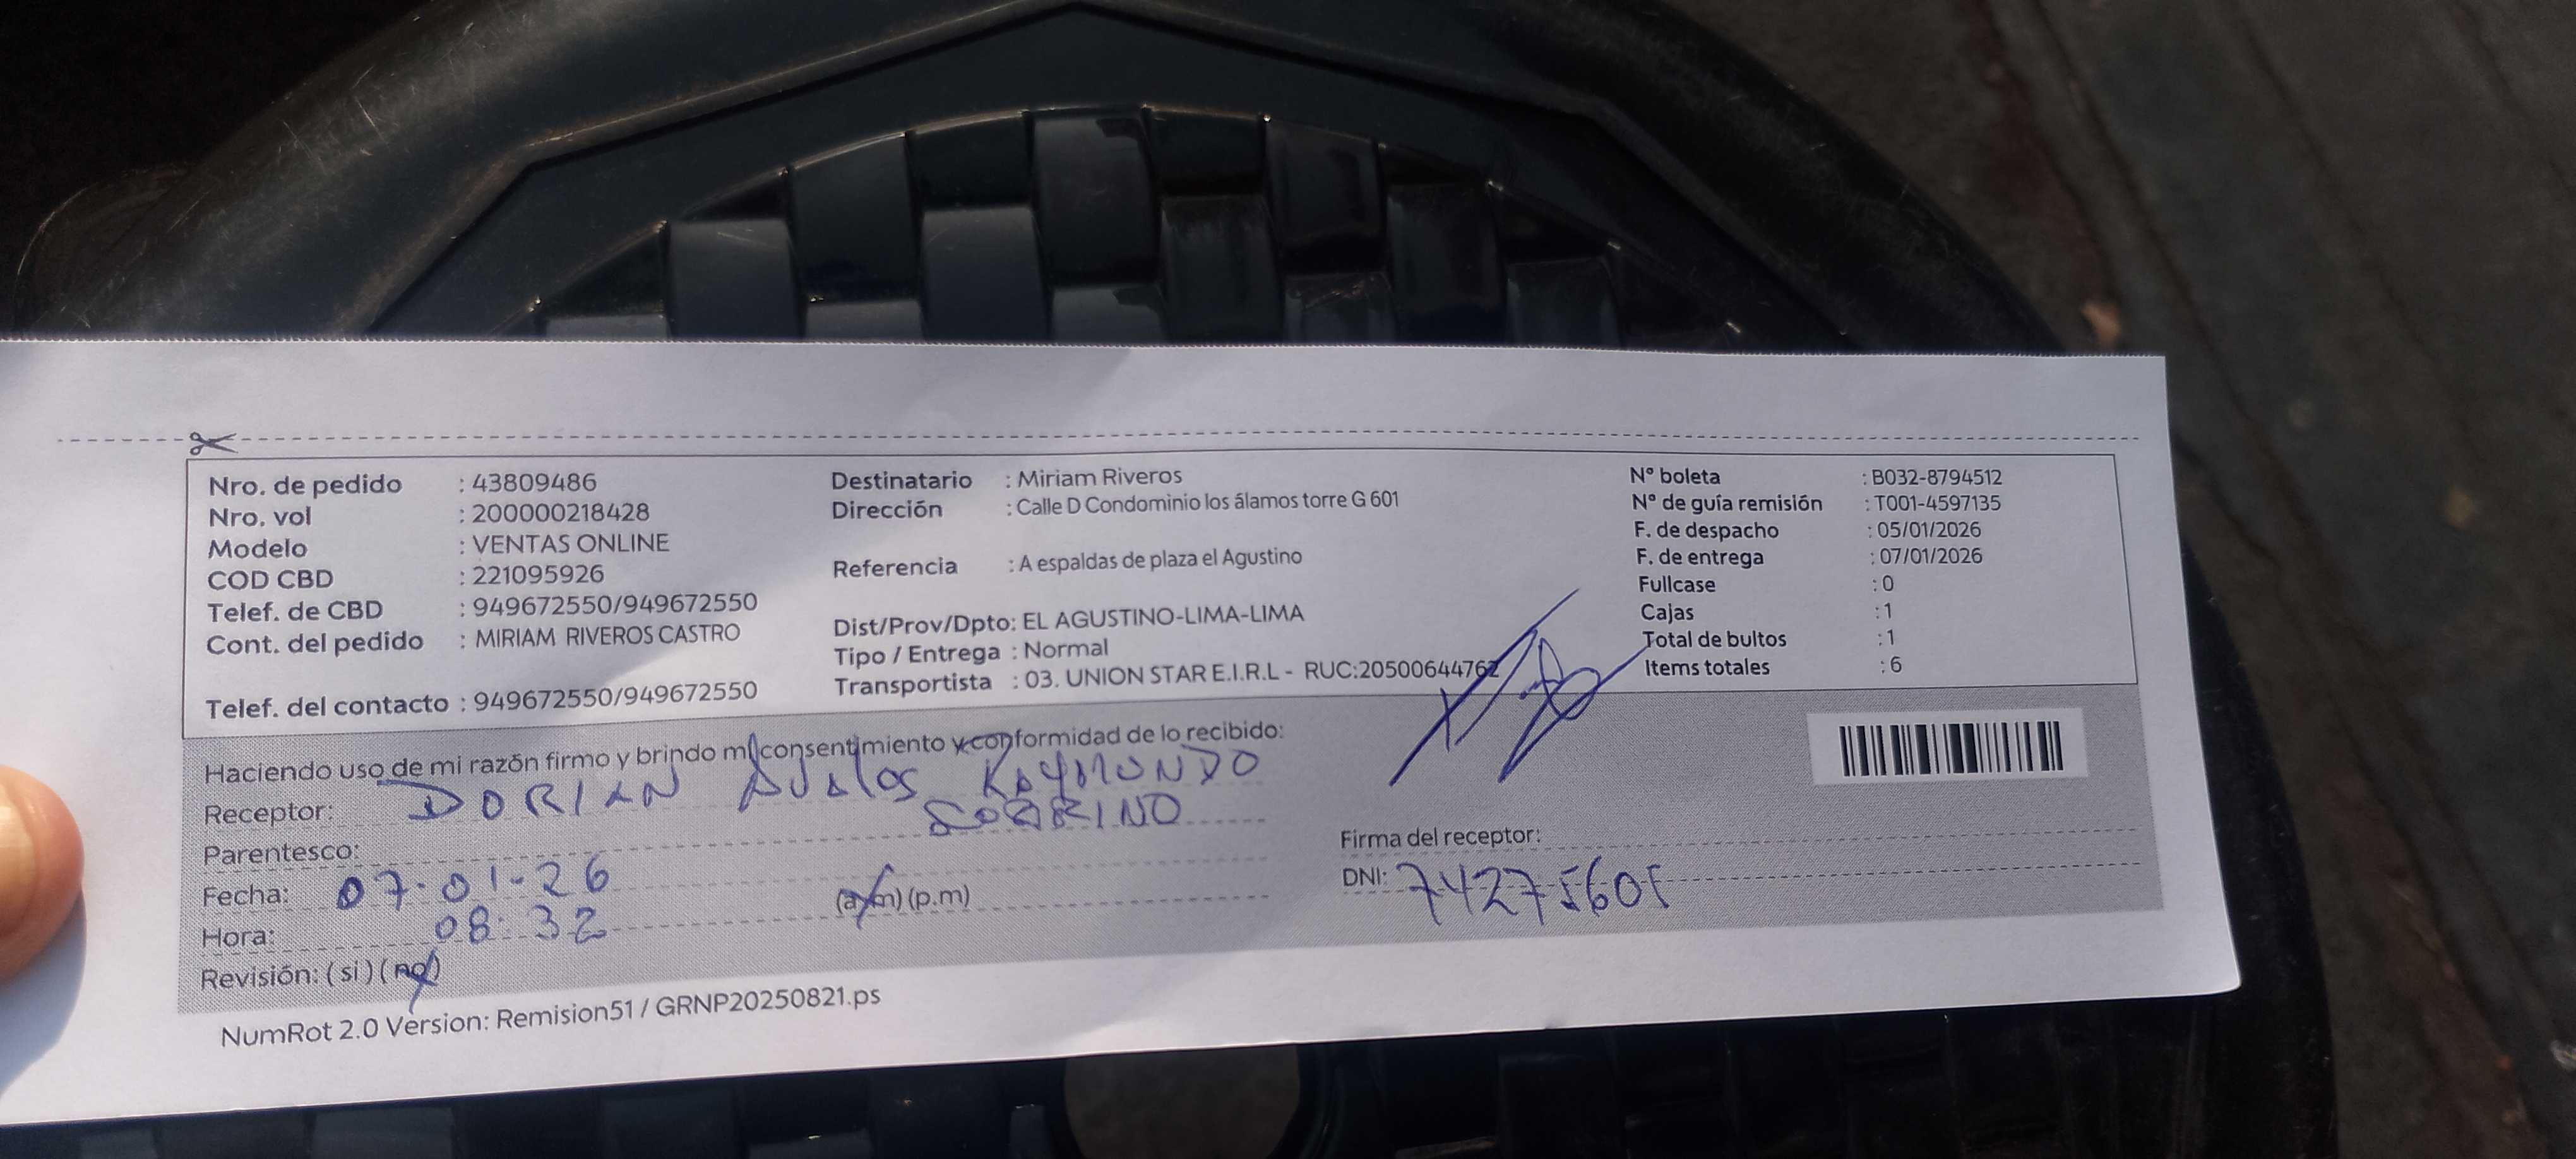 Nro. de pedido : 43809486
Nro. vol : 200000218428
Modelo : VENTAS ONLINE
COD CBD : 221095926
Telef. de CBD : 949672550/949672550
Cont. del pedido : MIRIAM RIVEROS CASTRO
Telef. del contacto : 949672550/949672550
Destinatario : Miriam Riveros
Dirección : Calle D Condominio los álamos torre G 601
Referencia : A espaldas de plaza el Agustino
Dist/Prov/Dpto: EL AGUSTINO-LIMA-LIMA
Tipo / Entrega : Normal
Transportista : 03. UNION STAR E.I.R.L - RUC:20500644762
Nº boleta : B032-8794512
Nº de guía remisión : T001-4597135
F. de despacho : 05/01/2026
F. de entrega : 07/01/2026
Fullcase : 0
Cajas : 1
Total de bultos : 1
Items totales : 6
Haciendo uso de mi razón firmo y brindo mi consentimiento y conformidad de lo recibido:
Receptor: DORIAN AVALOS RAYMONDO
Parentesco: SOBRINO
Fecha: 07-01-26
Hora: 08:32 (a.m) (p.m)
Revisión: (si) (no)
Firma del receptor:
DNI: 74275605
NumRot 2.0 Version: Remision51 / GRNP20250821.ps